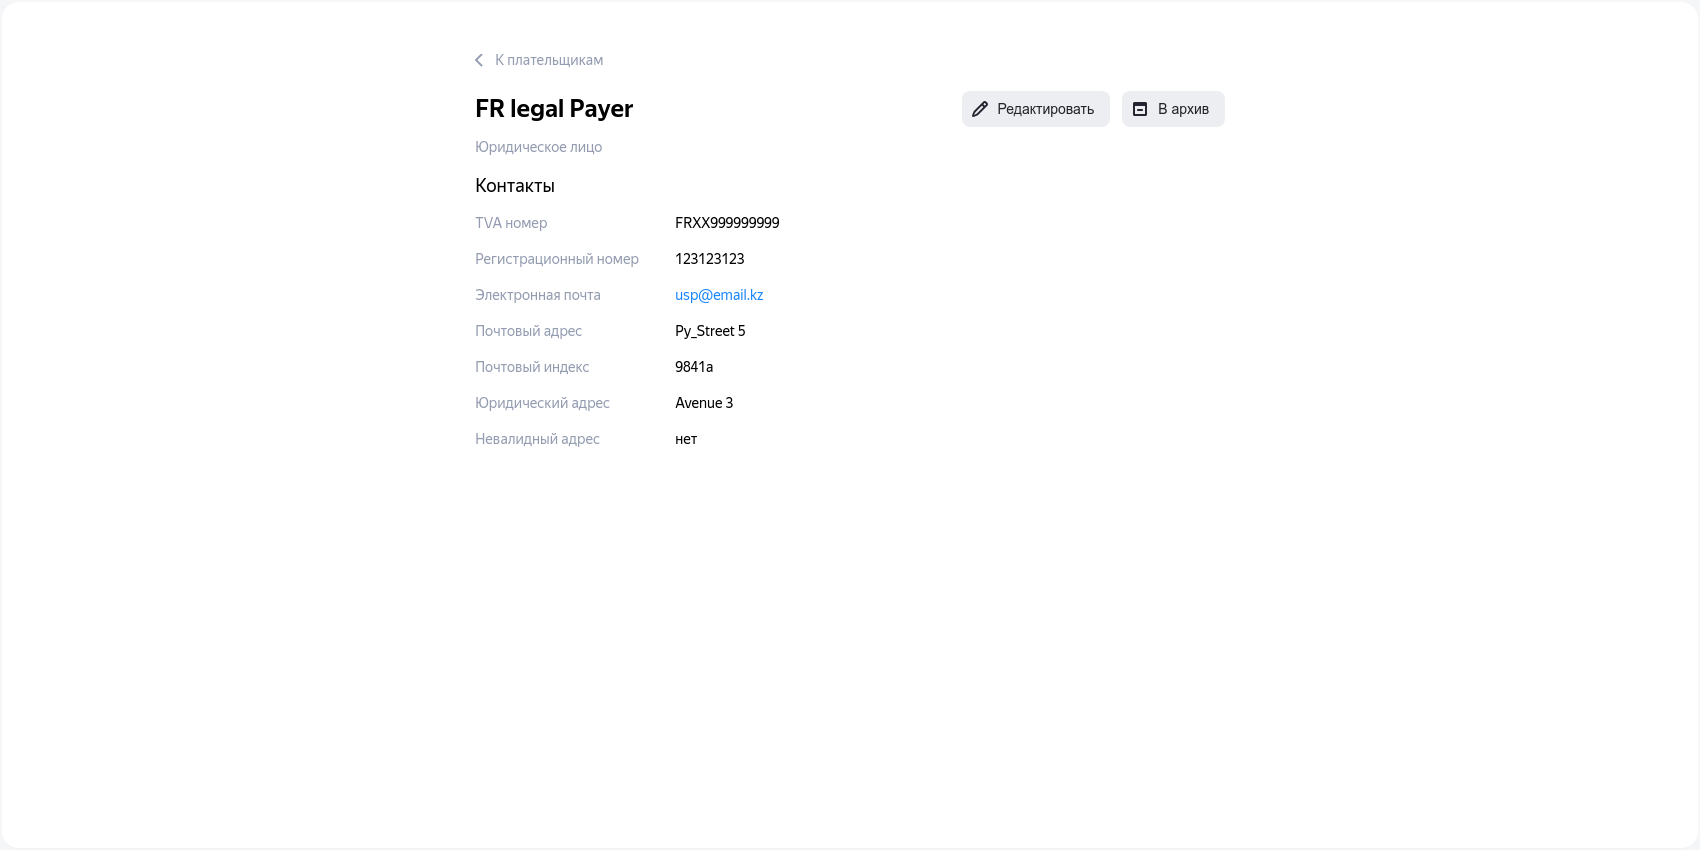 К плательщикам
FR legal Payer
Редактировать
В архив
Юридическое лицо
Контакты
TVA номер FRXX999999999
Регистрационный номер 123123123
Электронная почта usp@email.kz
Почтовый адрес Py_Street 5
Почтовый индекс 9841a
Юридический адрес Avenue 3
Невалидный адрес нет